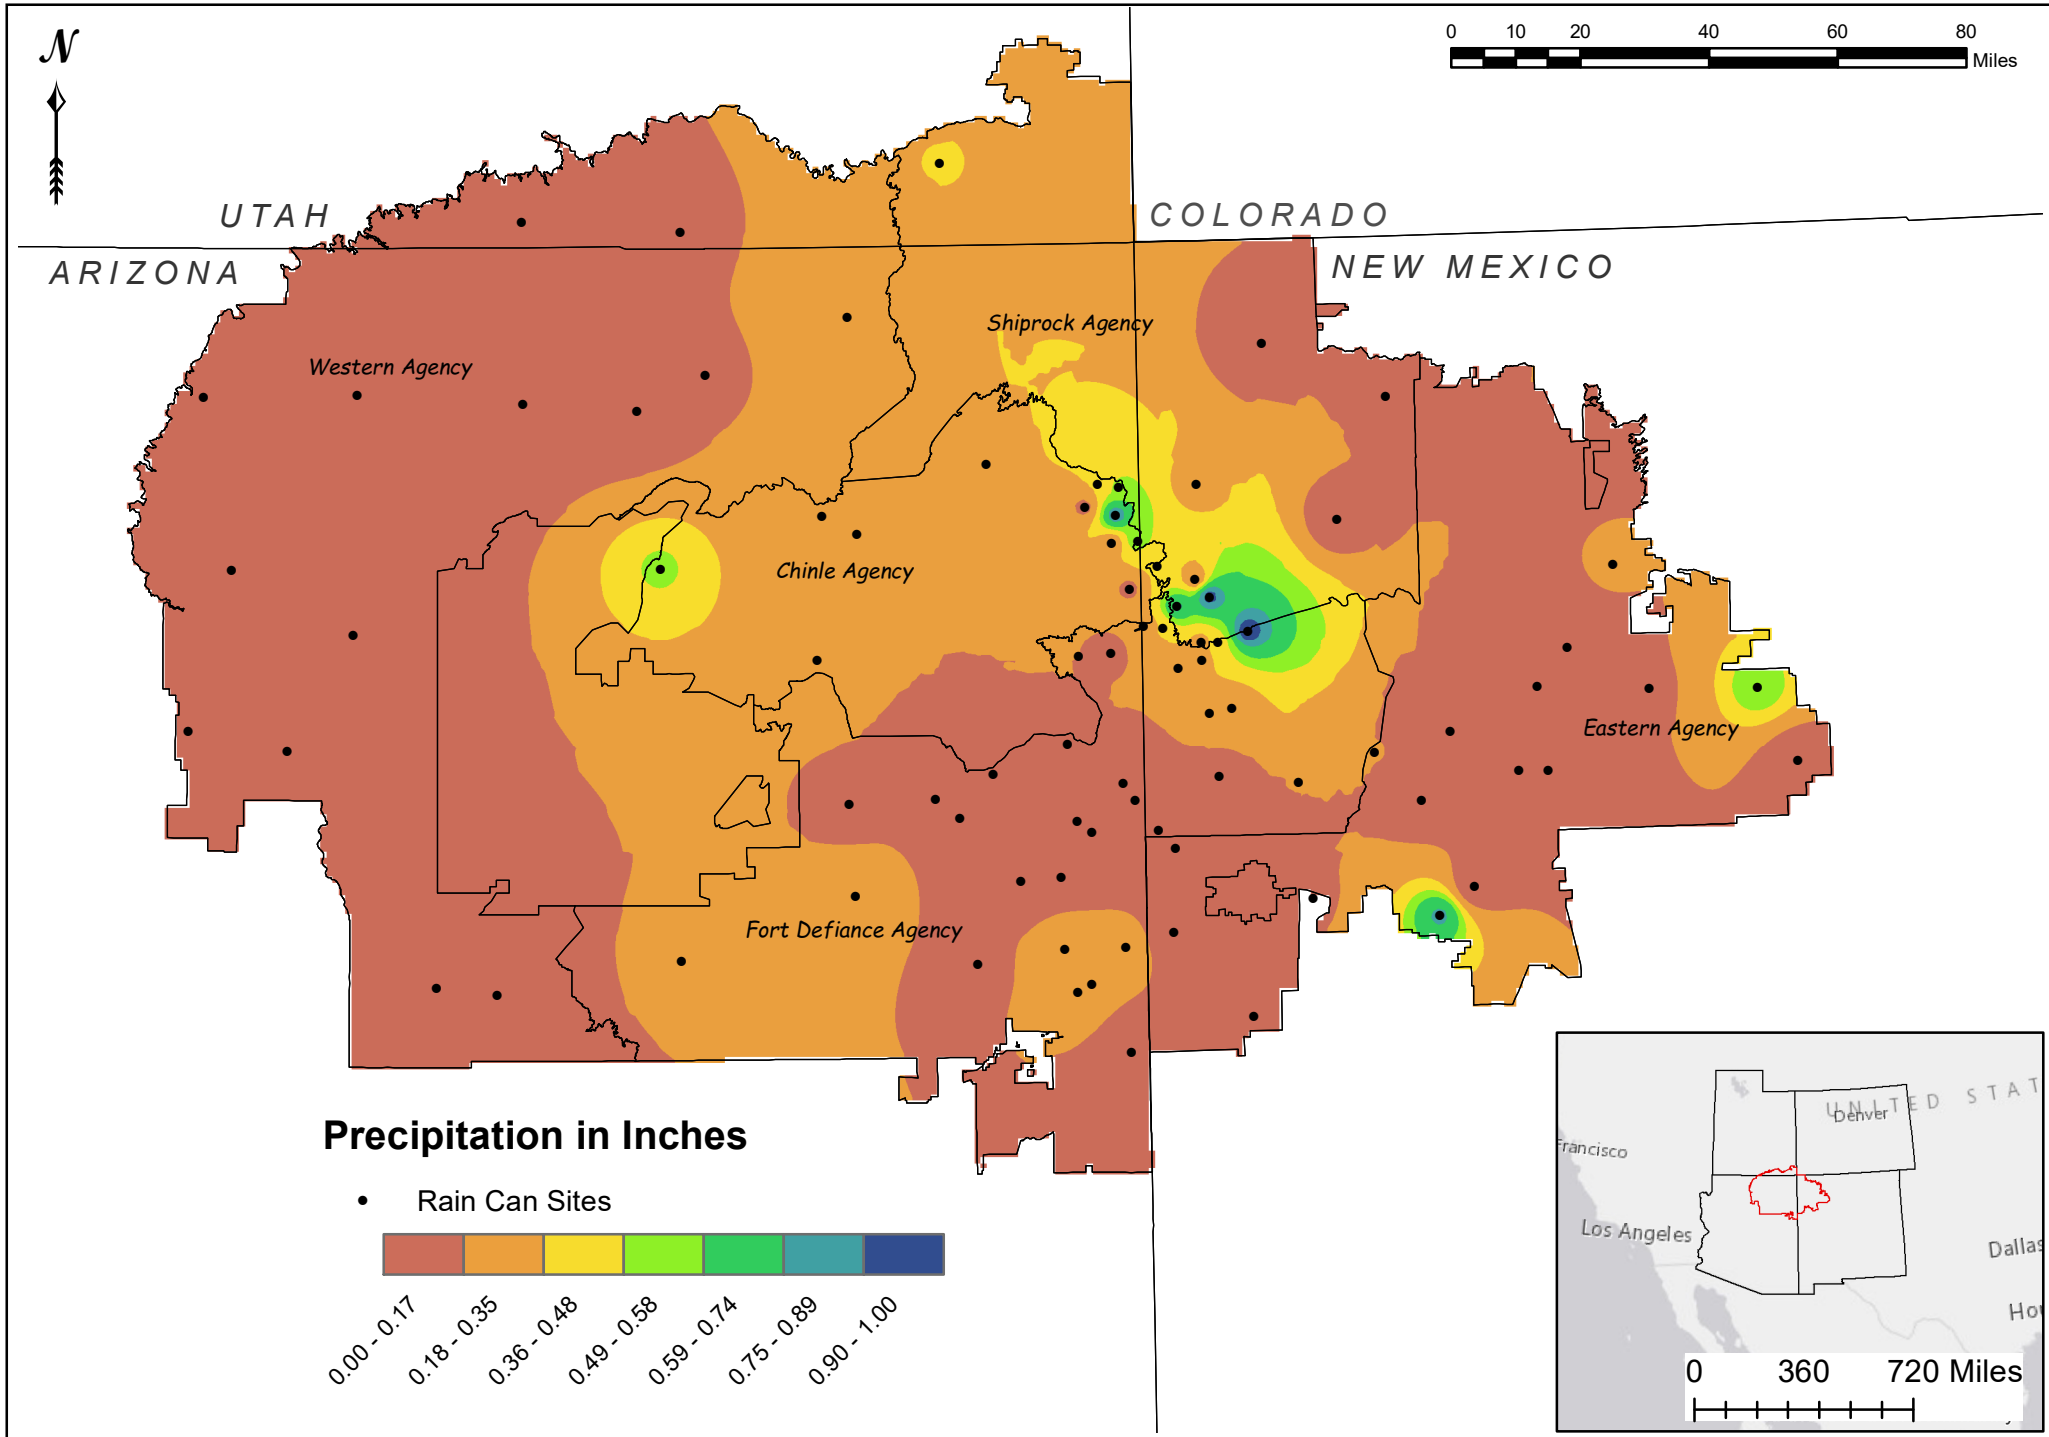 N
0 10 20 40 60 80
Miles
UTAH
COLORADO
ARIZONA
NEW MEXICO
Shiprock Agency
Western Agency
Chinle Agency
Eastern Agency
Fort Defiance Agency
Precipitation in Inches
Rain Can Sites
0.00 - 0.17
0.18 - 0.35
0.36 - 0.48
0.49 - 0.58
0.59 - 0.74
0.75 - 0.89
0.90 - 1.00
UNITED STAT
Denver
Francisco
Los Angeles
Dallas
Hou
0 360 720 Miles